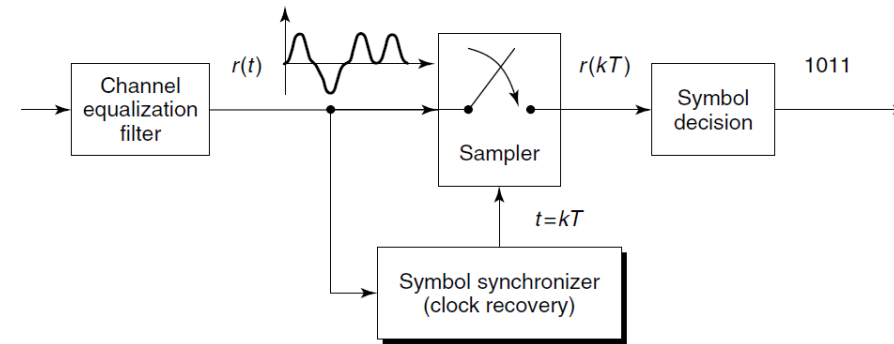 Channel
equalization
filter
r(t)
Sampler
r(kT)
Symbol
decision
1011
t=kT
Symbol synchronizer
(clock recovery)